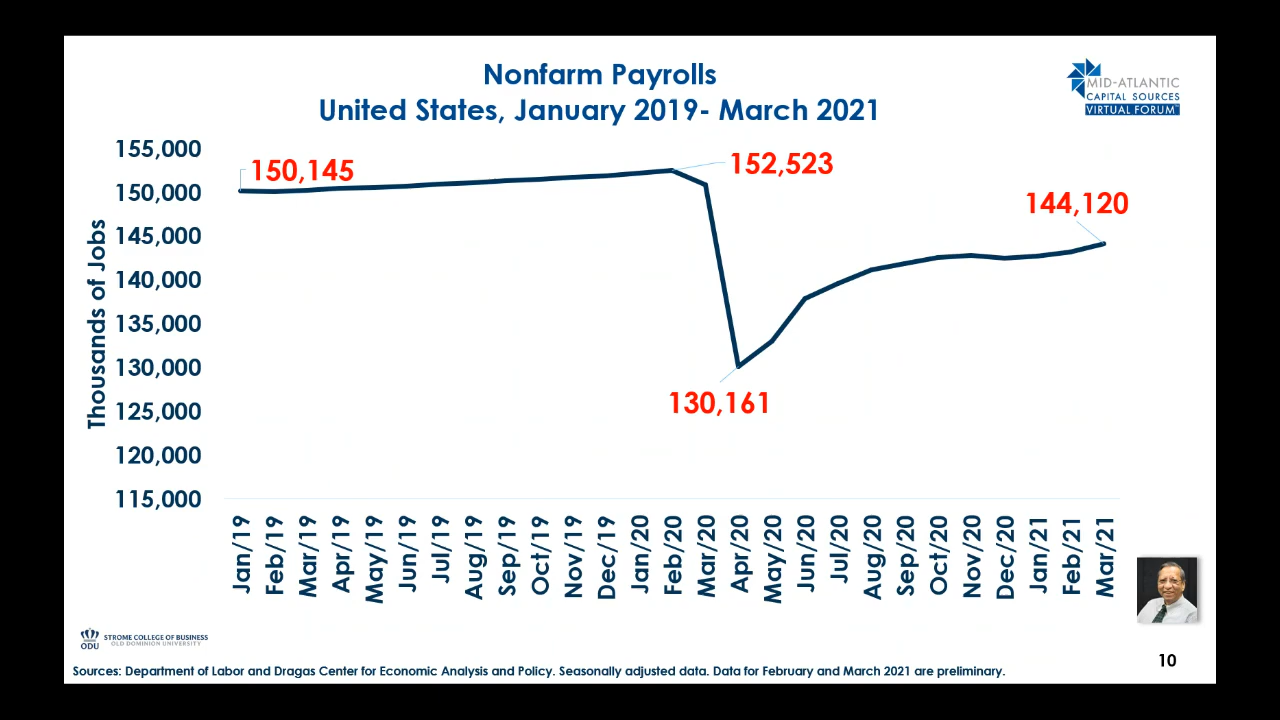 Nonfarm Payrolls
United States, January 2019- March 2021
MID-ATLANTIC
CAPITAL SOURCES
VIRTUAL FORUM
155,000
150,000
145,000
140,000
135,000
130,000
125,000
120,000
115,000
Thousands of Jobs
150,145
152,523
144,120
130,161
Jan/19
Feb/19
Mar/19
Apr/19
May/19
Jun/19
Jul/19
Aug/19
Sep/19
Oct/19
Nov/19
Dec/19
Jan/20
Feb/20
Mar/20
Apr/20
May/20
Jun/20
Jul/20
Aug/20
Sep/20
Oct/20
Nov/20
Dec/20
Jan/21
Feb/21
Mar/21
ODU
STROME COLLEGE OF BUSINESS
OLD DOMINION UNIVERSITY
10
Sources: Department of Labor and Dragas Center for Economic Analysis and Policy. Seasonally adjusted data. Data for February and March 2021 are preliminary.